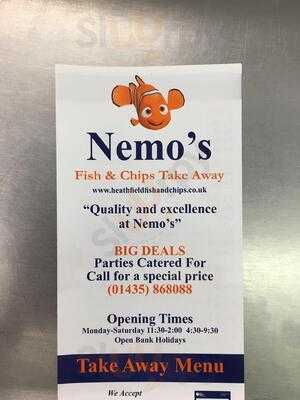 Nemo's
Fish & Chips Take Away
www.heathfieldfishandchips.co.uk
"Quality and excellence
at Nemo's"
BIG DEALS
Parties Catered For
Call for a special price
(01435) 868088
Opening Times
Monday-Saturday 11:30-2:00 4:30-9:30
Open Bank Holidays
Take Away Menu
We Accept